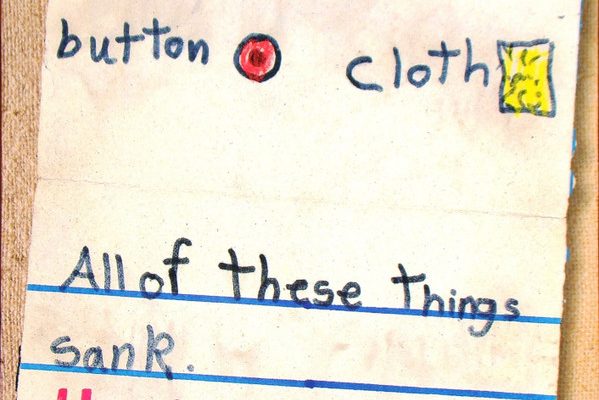 button cloth
All of these things
sank.